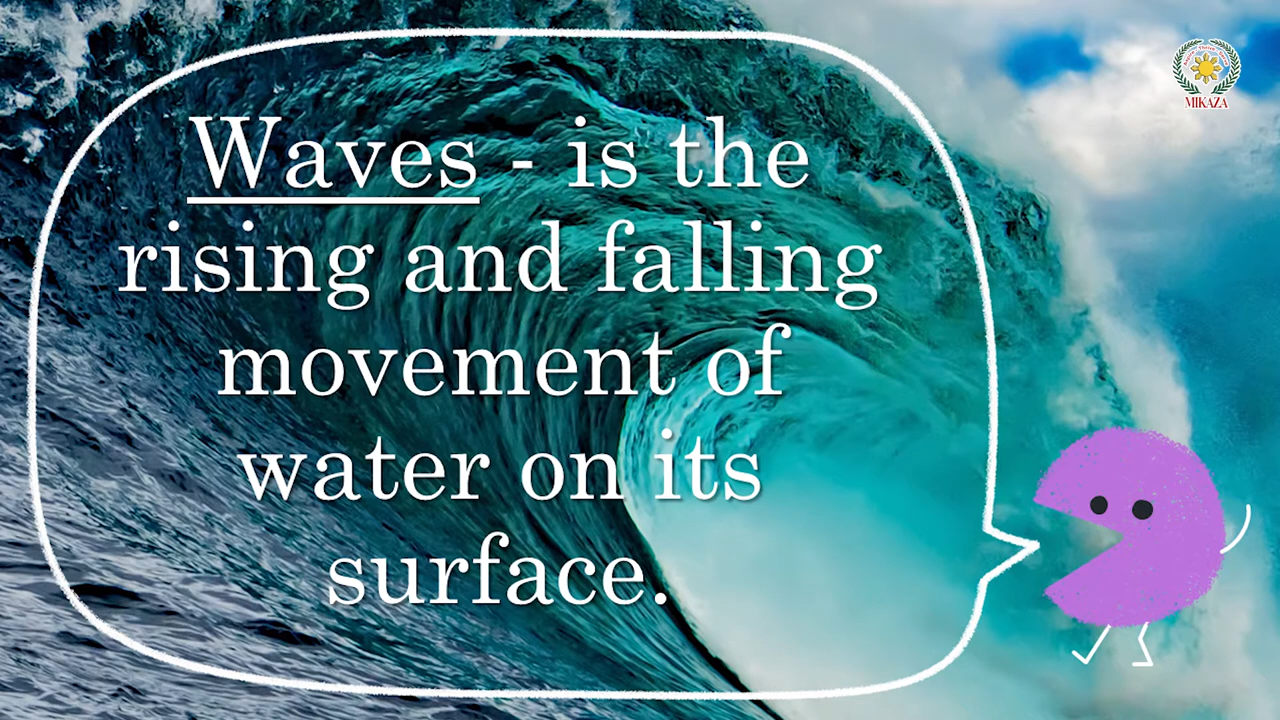 Waves - is the
rising and falling
movement of
water on its
surface.
MIKAZA